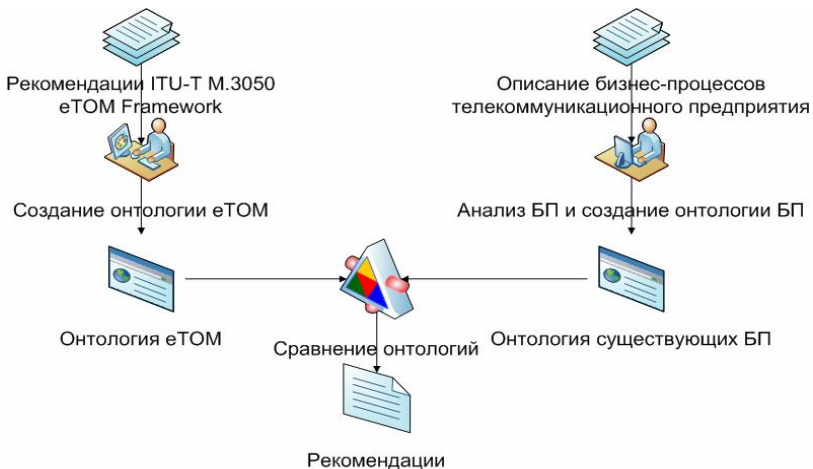 Рекомендации ITU-T M.3050
eTOM Framework
Описание бизнес-процессов
телекоммуникационного предприятия
Создание онтологии eTOM
Анализ БП и создание онтологии БП
Онтология eTOM
Сравнение онтологий
Онтология существующих БП
Рекомендации